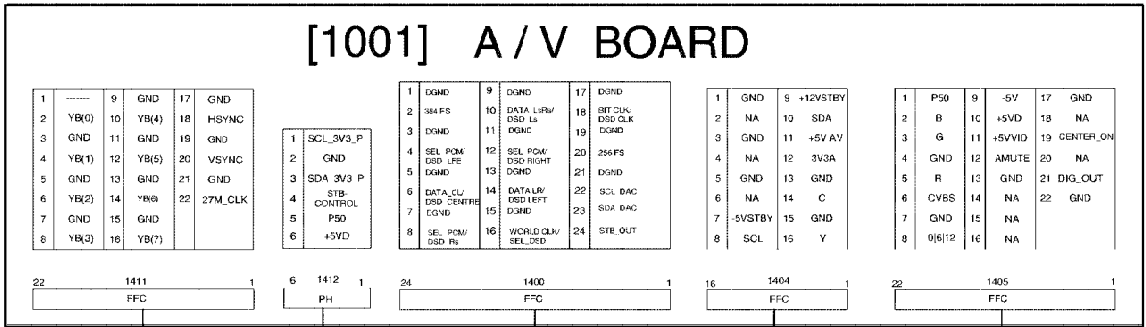 [1001] A / V BOARD
1 ------ 9 GND 17 GND
2 YB(0) 10 YB(4) 18 HSYNC
3 GND 11 GND 19 GND
4 YB(1) 12 YB(5) 20 VSYNC
5 GND 13 GND 21 GND
6 YB(2) 14 YB(6) 22 27M_CLK
7 GND 15 GND
8 YB(3) 16 YB(7)
22 1411 1
FFC
1 SCL_3V3_P
2 GND
3 SDA_3V3_P
4 STB-
CONTROL
5 P50
6 +5VD
6 1412 1
PH
1 DGND 9 DGND 17 DGND
2 384 FS 10 DATA LsRs/ 18 BIT CLK/
DSD Ls DSD CLK
3 DGND 11 DGND 19 DGND
4 SEL PCM/ 12 SEL PCM/ 20 256 FS
DSD LFE DSD RIGHT
5 DGND 13 DGND 21 DGND
6 DATA_CL/ 14 DATA LR/ 22 SCL DAC
DSD CENTRE DSD LEFT
7 DGND 15 DGND 23 SDA DAC
8 SEL PCM/ 16 WORLD CLK/ 24 STB_OUT
DSD Rs SEL_DSD
24 1400 1
FFC
1 GND 9 +12VSTBY
2 NA 10 SDA
3 GND 11 +5V AV
4 NA 12 3V3A
5 GND 13 GND
6 NA 14 C
7 -5VSTBY 15 GND
8 SCL 16 Y
16 1404 1
FFC
1 P50 9 -5V 17 GND
2 B 10 +5VD 18 NA
3 G 11 +5VVID 19 CENTER_ON
4 GND 12 AMUTE 20 NA
5 R 13 GND 21 DIG_OUT
6 CVBS 14 NA 22 GND
7 GND 15 NA
8 0|6|12 16 NA
22 1405 1
FFC